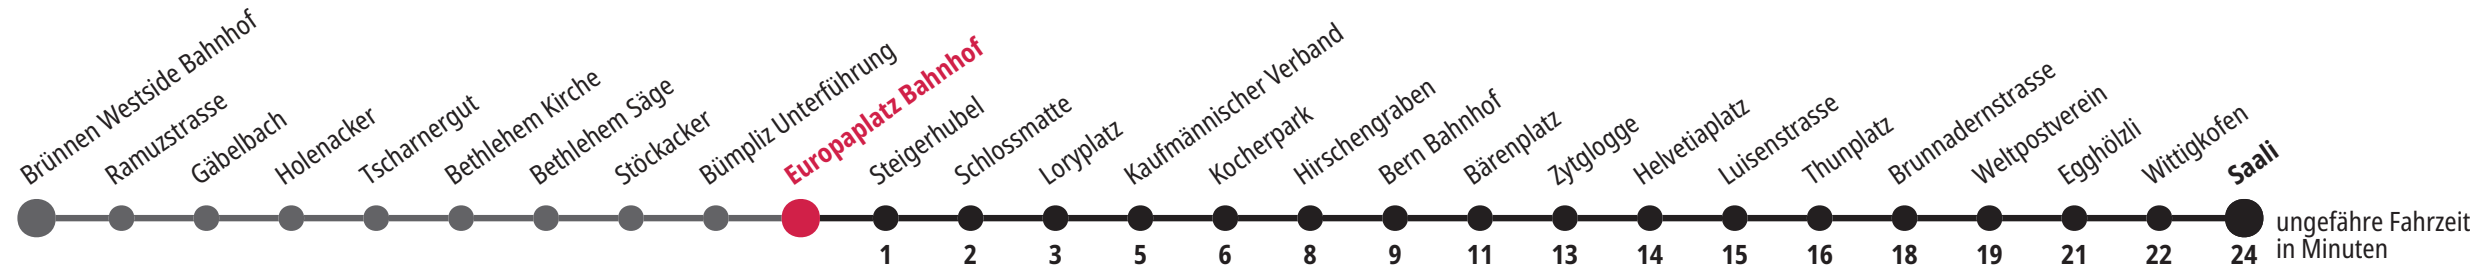 Brünnen Westside Bahnhof
Ramuzstrasse
Gäbelbach
Holenacker
Tscharnergut
Bethlehem Kirche
Bethlehem Säge
Stöckacker
Bümpliz Unterführung
Europaplatz Bahnhof
Steigerhubel
Schlossmatte
Loryplatz
Kaufmännischer Verband
Kocherpark
Hirschengraben
Bern Bahnhof
Bärenplatz
Zytglogge
Helvetiaplatz
Luisenstrasse
Thunplatz
Brunnadernstrasse
Weltpostverein
Egghölzli
Wittigkofen
Saali
1 2 3 5 6 8 9 11 13 14 15 16 18 19 21 22 24
ungefähre Fahrzeit
in Minuten